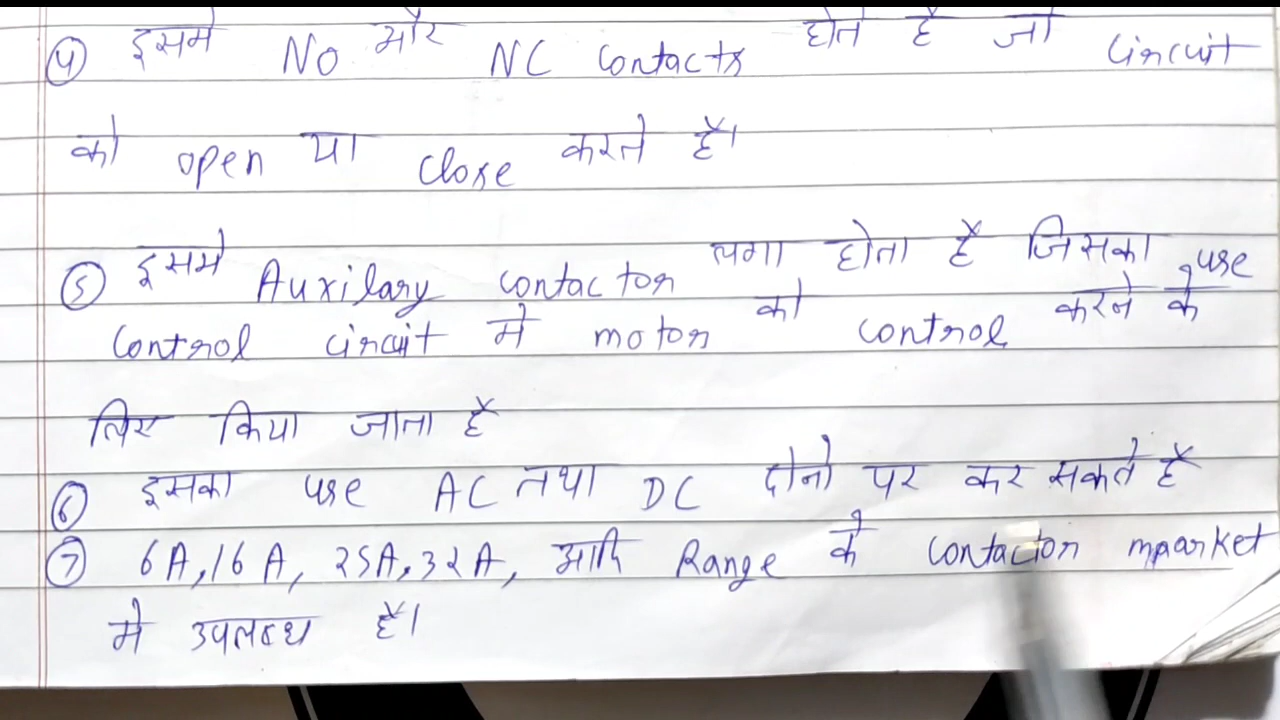 ④ इसमे NO और NC contacts होते है जो circuit
को open या close करते हैं।
⑤ इसमे Auxilary contactor लगा होता है जिसका use
control circuit मे motor को control करने के
लिए किया जाता है
⑥ इसका use AC तथा DC दोनो पर कर सकते है
⑦ 6A, 16A, 25A, 32A, आदि Range के contactor mparket
मे उपलब्ध हैं।